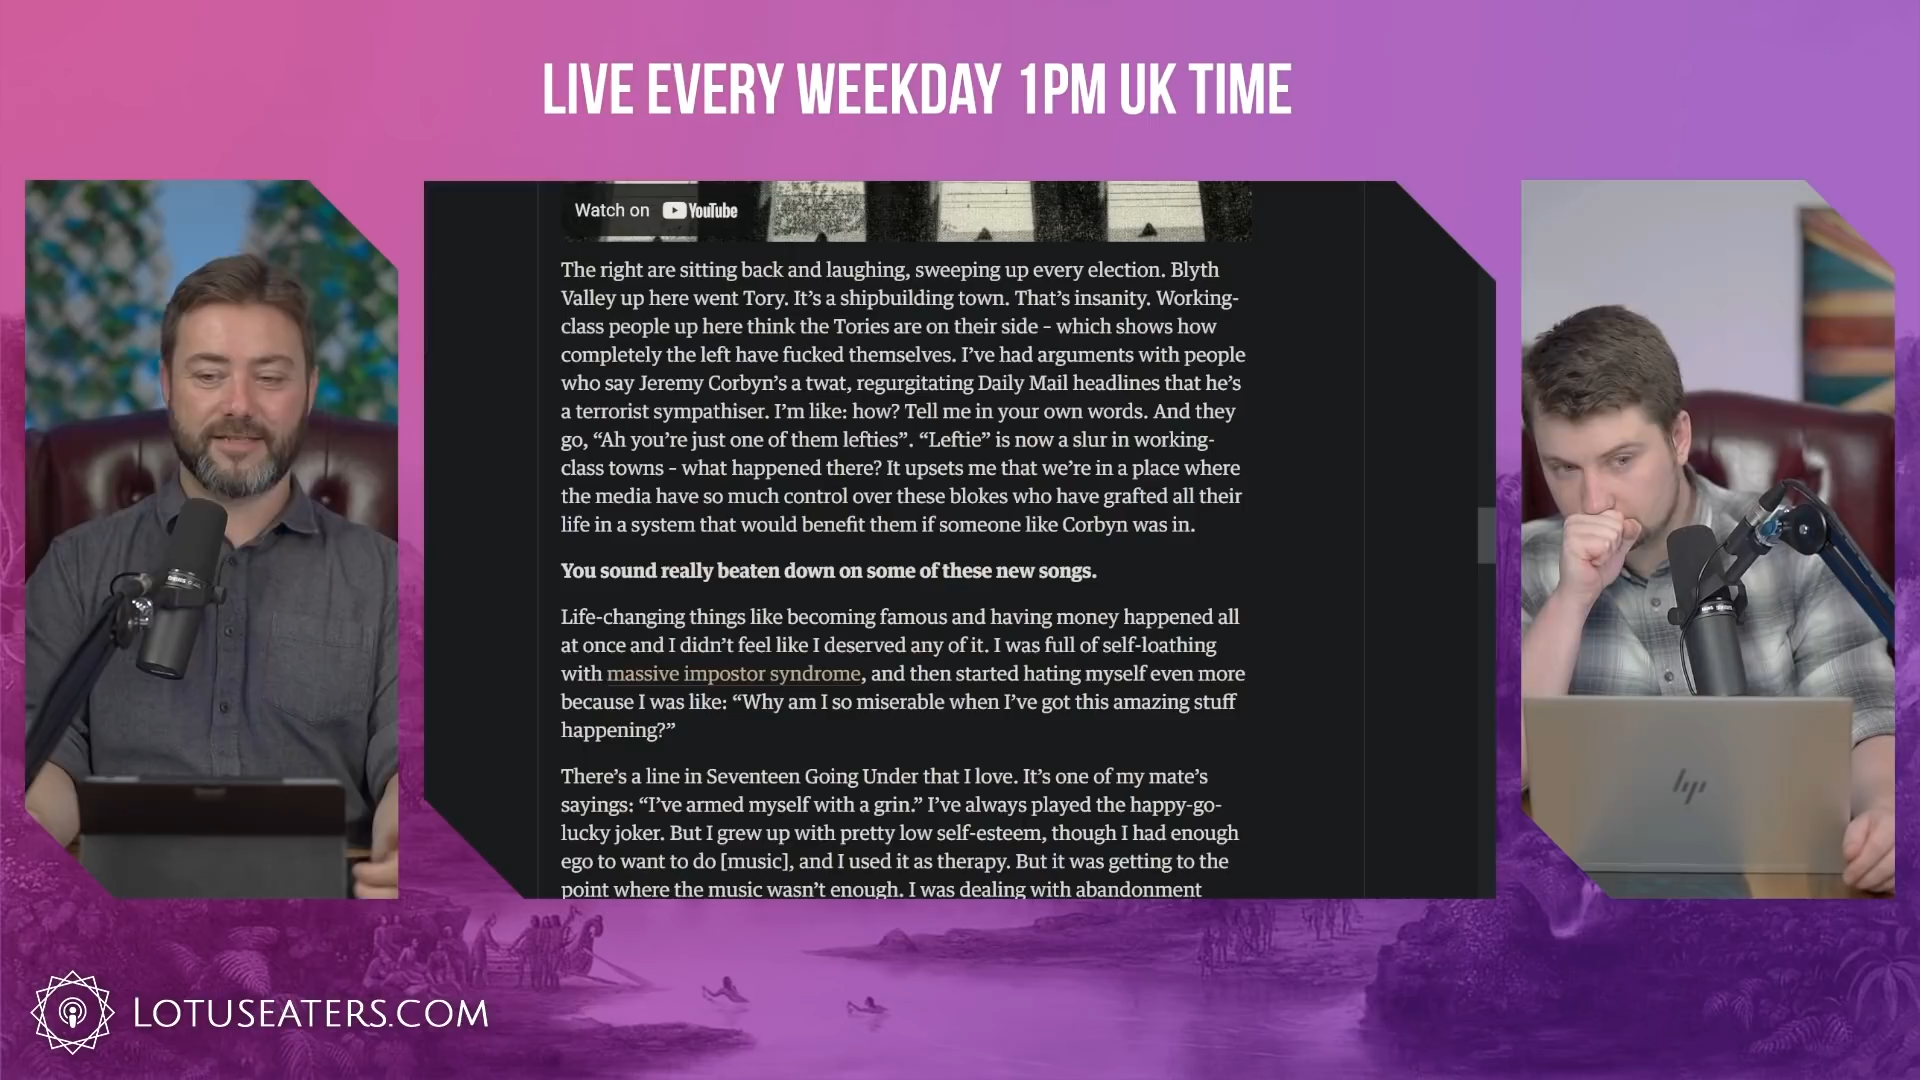 LIVE EVERY WEEKDAY 1PM UK TIME
Watch on YouTube
The right are sitting back and laughing, sweeping up every election. Blyth
Valley up here went Tory. It’s a shipbuilding town. That’s insanity. Working-
class people up here think the Tories are on their side – which shows how
completely the left have fucked themselves. I’ve had arguments with people
who say Jeremy Corbyn’s a twat, regurgitating Daily Mail headlines that he’s
a terrorist sympathiser. I’m like: how? Tell me in your own words. And they
go, “Ah you’re just one of them lefties”. “Leftie” is now a slur in working-
class towns – what happened there? It upsets me that we’re in a place where
the media have so much control over these blokes who have grafted all their
life in a system that would benefit them if someone like Corbyn was in.
You sound really beaten down on some of these new songs.
Life-changing things like becoming famous and having money happened all
at once and I didn’t feel like I deserved any of it. I was full of self-loathing
with massive impostor syndrome, and then started hating myself even more
because I was like: “Why am I so miserable when I’ve got this amazing stuff
happening?”
There’s a line in Seventeen Going Under that I love. It’s one of my mate’s
sayings: “I’ve armed myself with a grin.” I’ve always played the happy-go-
lucky joker. But I grew up with pretty low self-esteem, though I had enough
ego to want to do [music], and I used it as therapy. But it was getting to the
point where the music wasn’t enough. I was dealing with abandonment
hp
LOTUSEATERS.COM